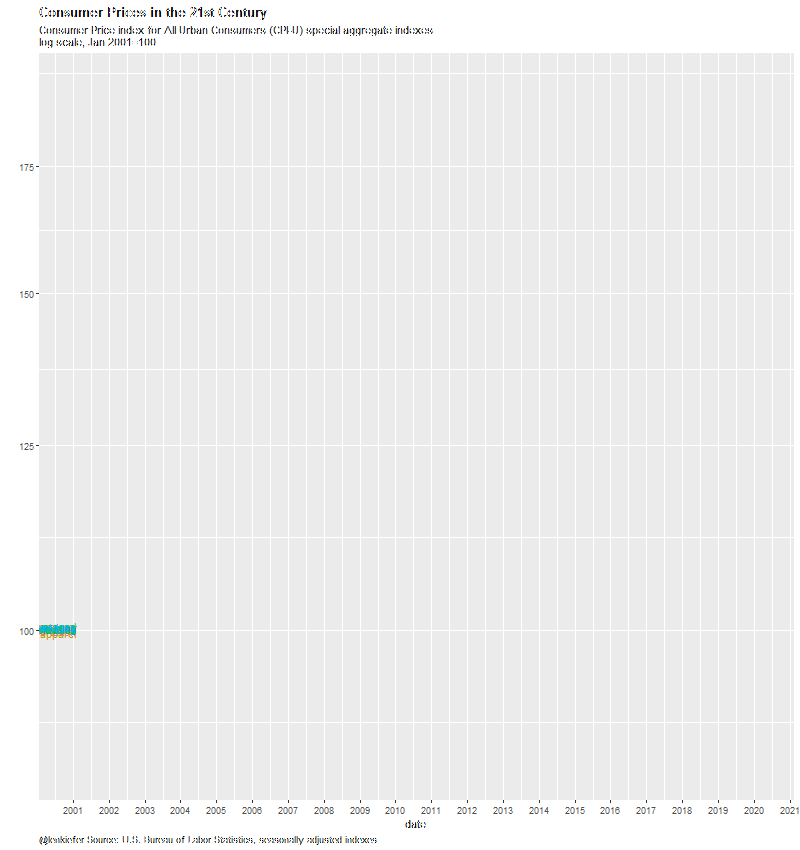 Consumer Prices in the 21st Century
Consumer Price index for All Urban Consumers (CPI-U) special aggregate indexes
log scale, Jan 2001=100
175
150
125
100
apparel
2001 2002 2003 2004 2005 2006 2007 2008 2009 2010 2011 2012 2013 2014 2015 2016 2017 2018 2019 2020 2021
date
@lenkiefer Source: U.S. Bureau of Labor Statistics, seasonally adjusted indexes